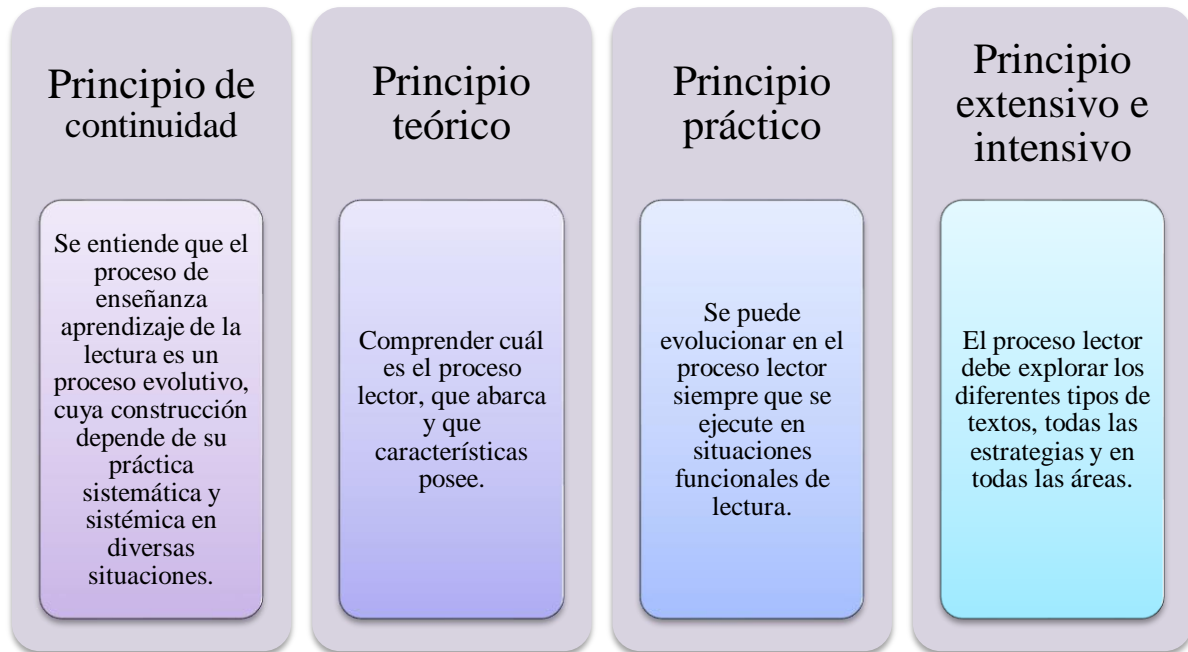 Principio de
continuidad
Se entiende que el
proceso de
enseñanza
aprendizaje de la
lectura es un
proceso evolutivo,
cuya construcción
depende de su
práctica
sistemática y
sistémica en
diversas
situaciones.
Principio
teórico
Comprender cuál
es el proceso
lector, que abarca
y que
características
posee.
Principio
práctico
Se puede
evolucionar en el
proceso lector
siempre que se
ejecute en
situaciones
funcionales de
lectura.
Principio
extensivo e
intensivo
El proceso lector
debe explorar los
diferentes tipos de
textos, todas las
estrategias y en
todas las áreas.